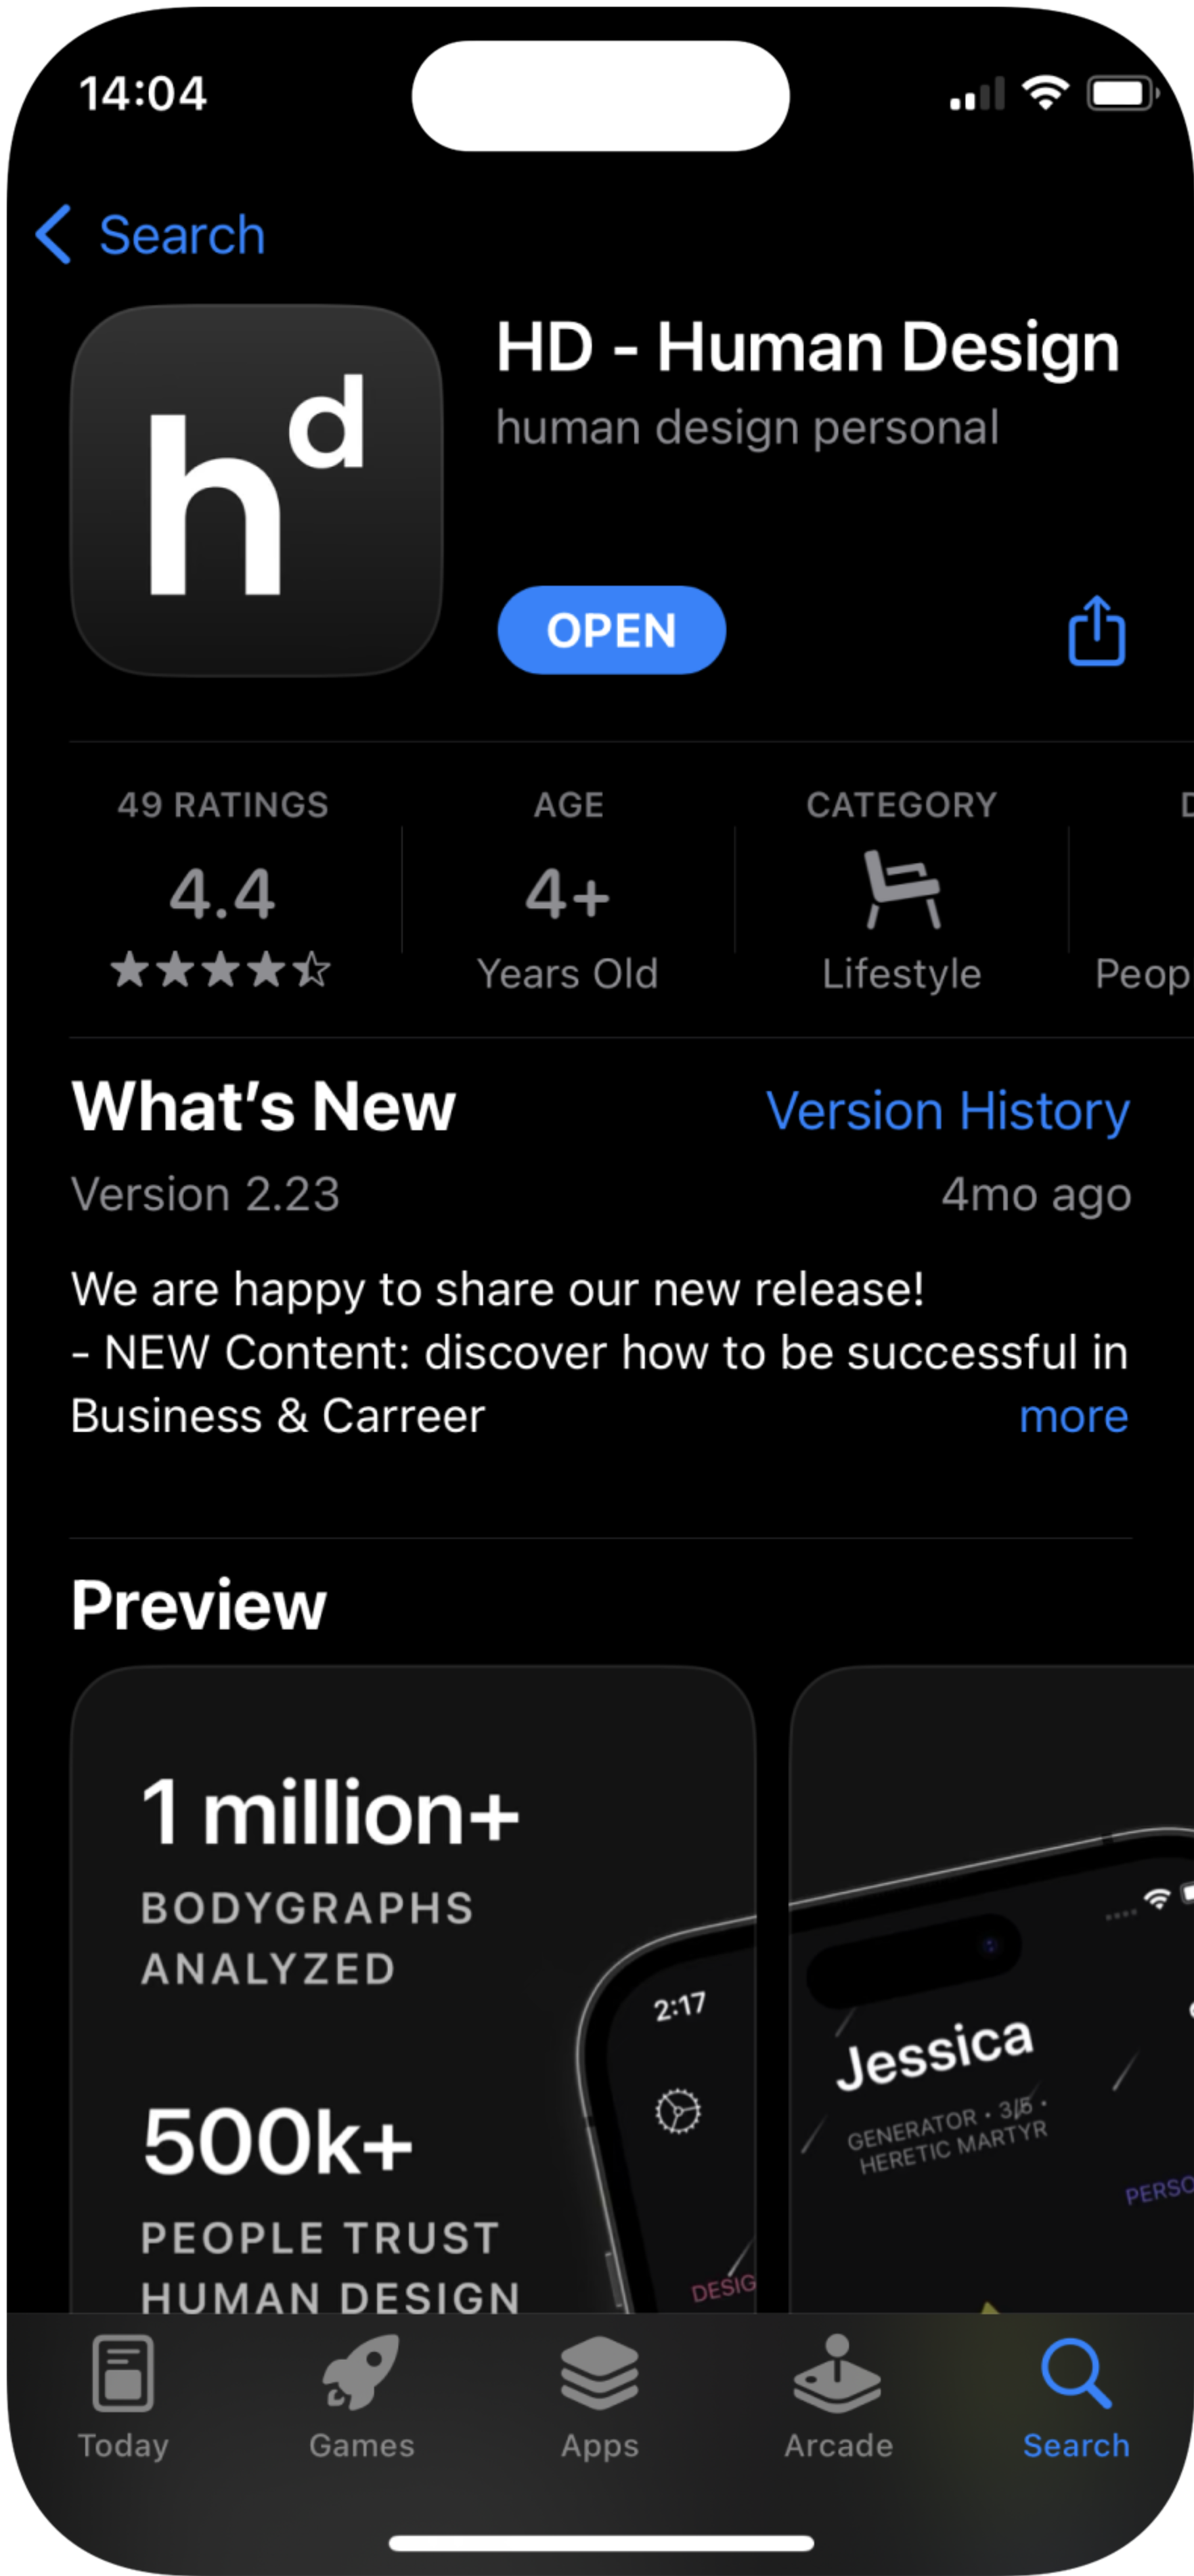 14:04
Search
hd
HD - Human Design
human design personal
OPEN
49 RATINGS
AGE
CATEGORY
4.4
4+
Years Old
Lifestyle
Peop
What's New
Version History
Version 2.23
4mo ago
We are happy to share our new release!
- NEW Content: discover how to be successful in
Business & Carreer
more
Preview
1 million+
BODYGRAPHS
ANALYZED
500k+
PEOPLE TRUST
HUMAN DESIGN
2:17
DESIG
Jessica
GENERATOR • 3/5 •
HERETIC MARTYR
PERSO
Today
Games
Apps
Arcade
Search